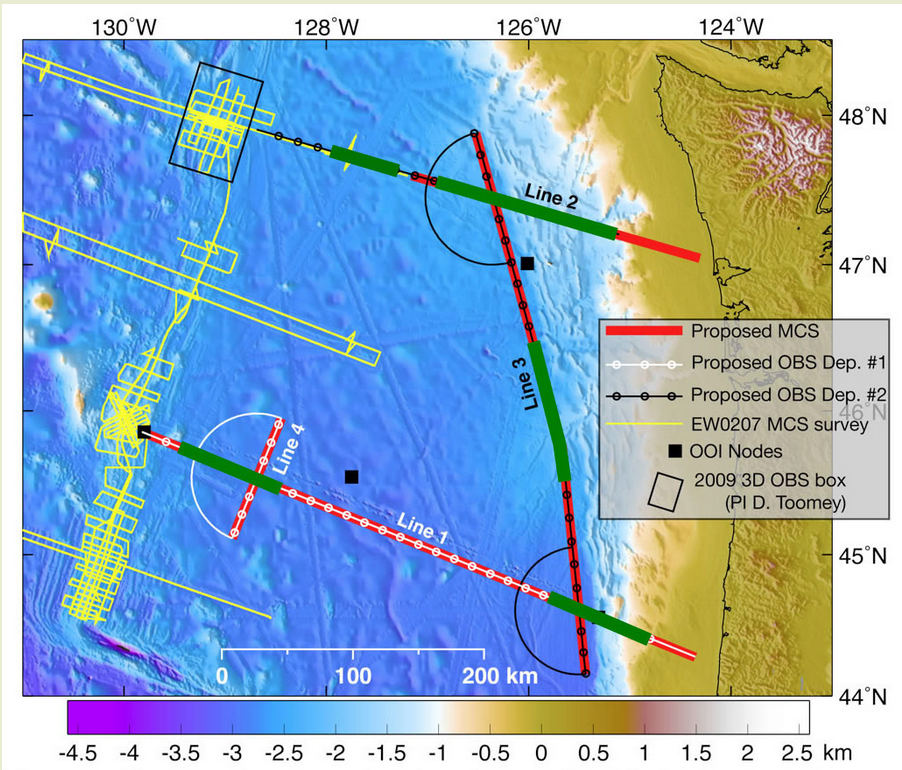 130°W 128°W 126°W 124°W
48°N
Line 2
47°N
Proposed MCS
Proposed OBS Dep. #1
Line 3
Proposed OBS Dep. #2
46°N
EW0207 MCS survey
Line 4
OOI Nodes
2009 3D OBS box
(PI D. Toomey)
Line 1
45°N
0 100 200 km
44°N
-4.5 -4 -3.5 -3 -2.5 -2 -1.5 -1 -0.5 0 0.5 1 1.5 2 2.5 km